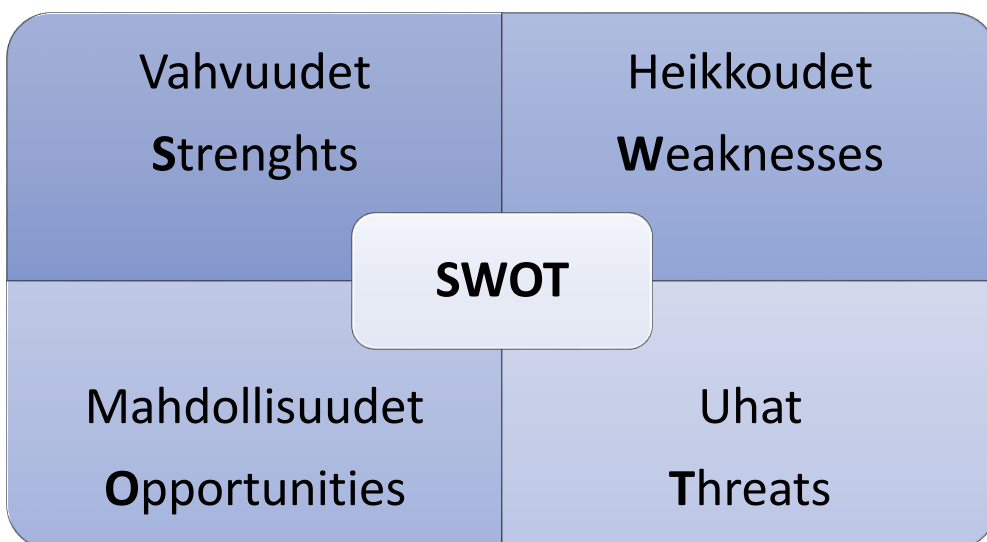 Vahvuudet
Strenghts
Heikkoudet
Weaknesses
SWOT
Mahdollisuudet
Opportunities
Uhat
Threats